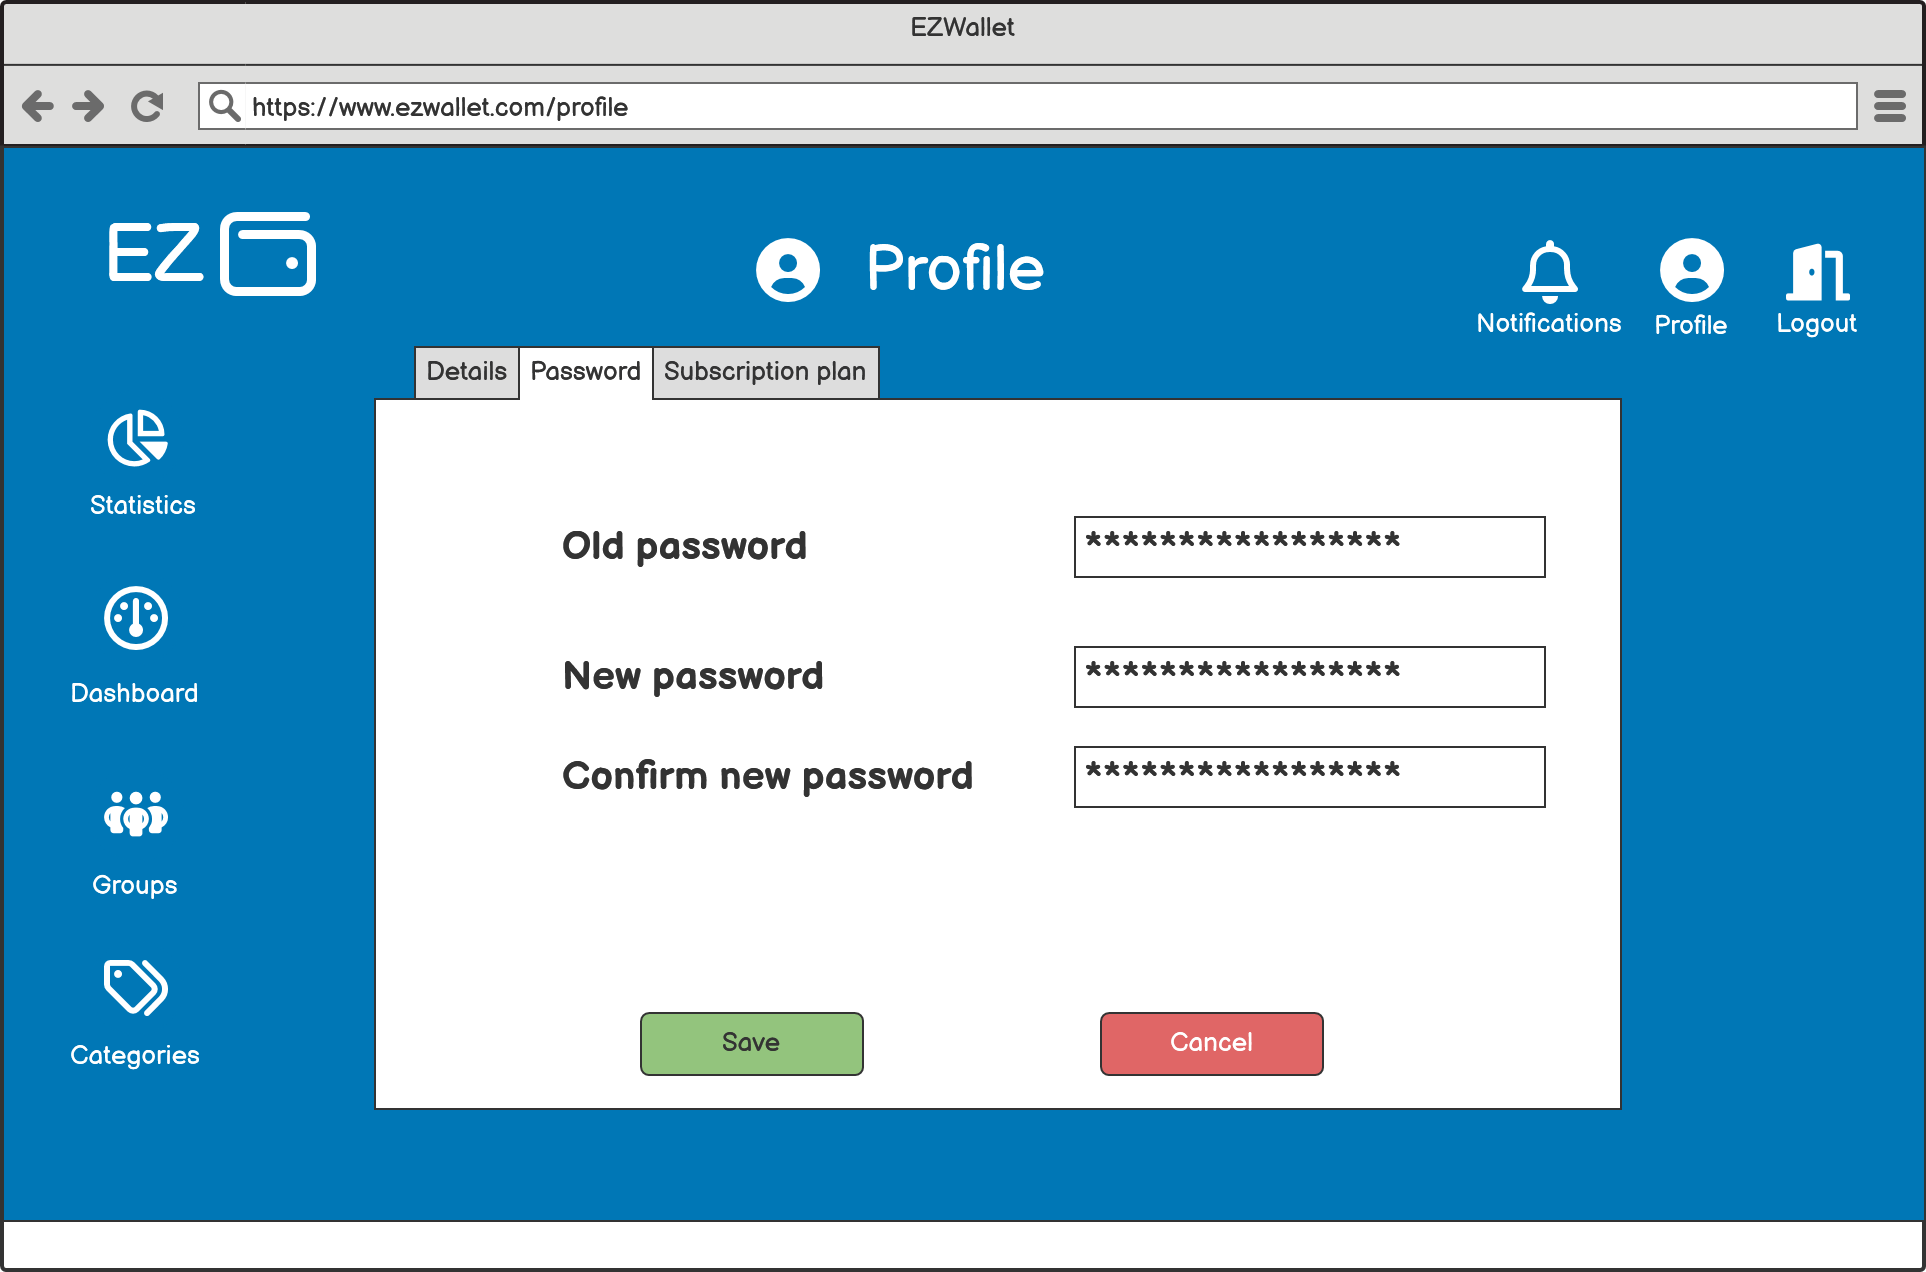 EZWallet
https://www.ezwallet.com/profile
EZ
Profile
Notifications
Profile
Logout
Details
Password
Subscription plan
Statistics
Dashboard
Groups
Categories
Old password
*****************
New password
*****************
Confirm new password
*****************
Save
Cancel